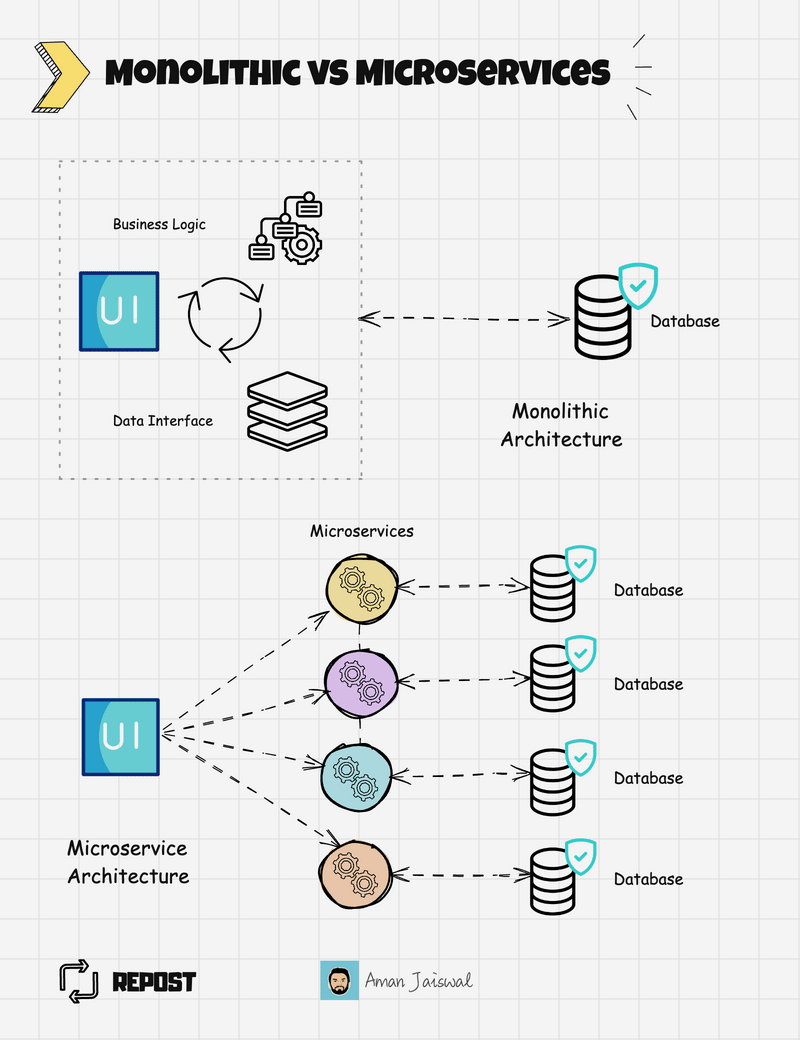 Monolithic vs Microservices
Business Logic
UI
Database
Data Interface
Monolithic
Architecture
Microservices
Database
Database
UI
Database
Microservice
Architecture
Database
REPOST
Aman Jaiswal